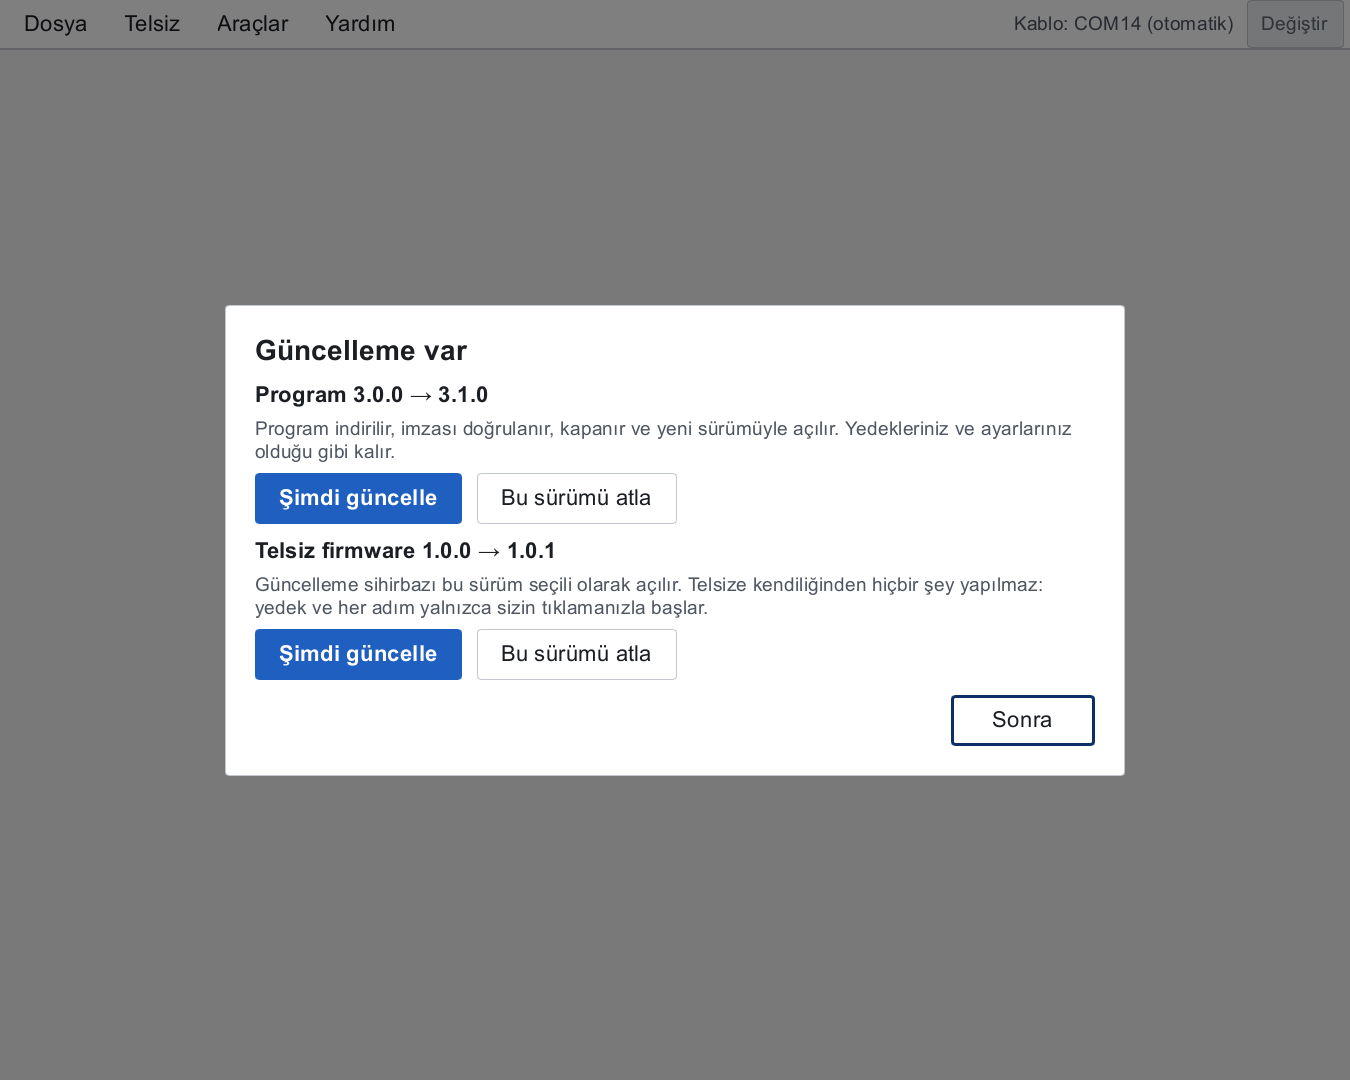 Dosya Telsiz Araçlar Yardım Kablo: COM14 (otomatik) Değiştir
Güncelleme var
Program 3.0.0 → 3.1.0
Program indirilir, imzası doğrulanır, kapanır ve yeni sürümüyle açılır. Yedekleriniz ve ayarlarınız
olduğu gibi kalır.
Şimdi güncelle Bu sürümü atla
Telsiz firmware 1.0.0 → 1.0.1
Güncelleme sihirbazı bu sürüm seçili olarak açılır. Telsize kendiliğinden hiçbir şey yapılmaz:
yedek ve her adım yalnızca sizin tıklamanızla başlar.
Şimdi güncelle Bu sürümü atla
Sonra